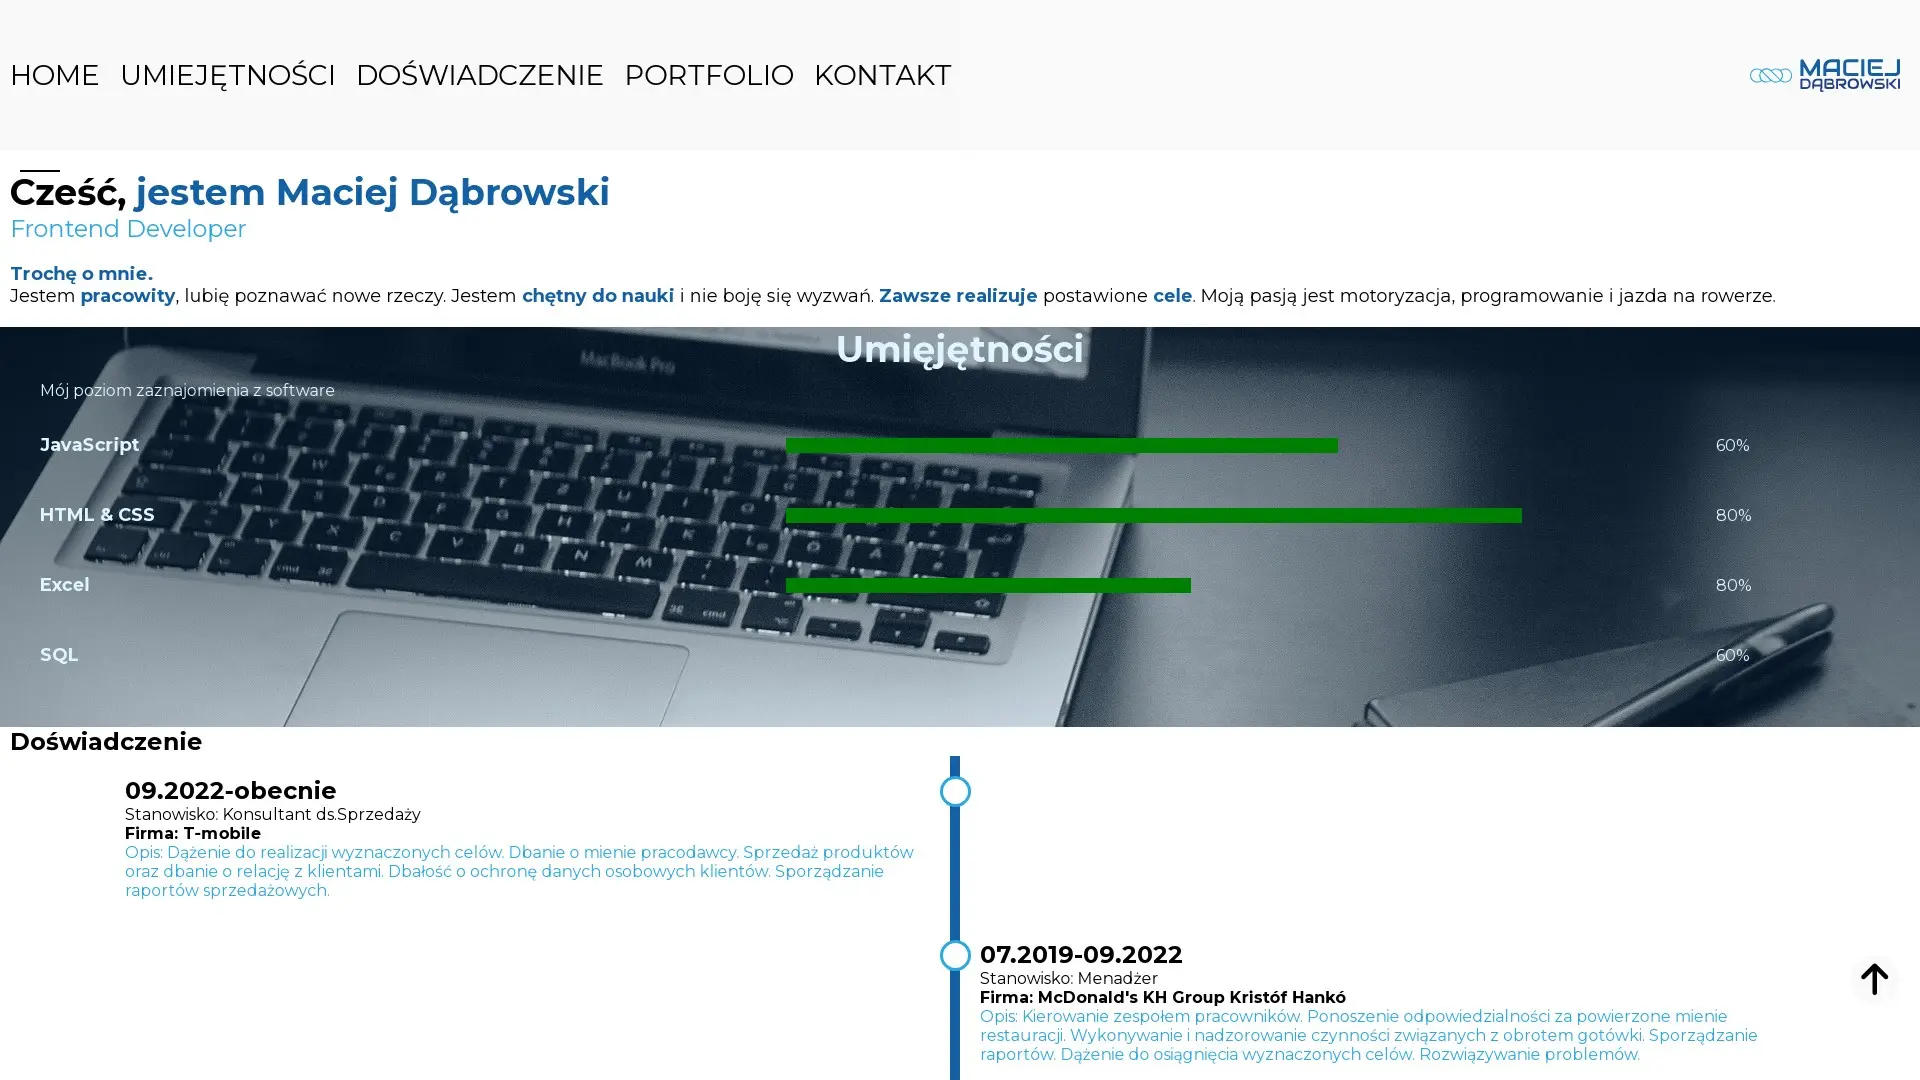 HOME UMIEJĘTNOŚCI DOŚWIADCZENIE PORTFOLIO KONTAKT
MACIEJ
DĄBROWSKI
Cześć, jestem Maciej Dąbrowski
Frontend Developer
Trochę o mnie.
Jestem pracowity, lubię poznawać nowe rzeczy. Jestem chętny do nauki i nie boję się wyzwań. Zawsze realizuje postawione cele. Moją pasją jest motoryzacja, programowanie i jazda na rowerze.
MacBook Pro
Umięjętności
Mój poziom zaznajomienia z software
JavaScript 60%
HTML & CSS 80%
Excel 80%
SQL 60%
Doświadczenie
09.2022-obecnie
Stanowisko: Konsultant ds.Sprzedaży
Firma: T-mobile
Opis: Dążenie do realizacji wyznaczonych celów. Dbanie o mienie pracodawcy. Sprzedaż produktów
oraz dbanie o relację z klientami. Dbałość o ochronę danych osobowych klientów. Sporządzanie
raportów sprzedażowych.
07.2019-09.2022
Stanowisko: Menadżer
Firma: McDonald's KH Group Kristóf Hankó
Opis: Kierowanie zespołem pracowników. Ponoszenie odpowiedzialności za powierzone mienie
restauracji. Wykonywanie i nadzorowanie czynności związanych z obrotem gotówki. Sporządzanie
raportów. Dążenie do osiągnięcia wyznaczonych celów. Rozwiązywanie problemów.